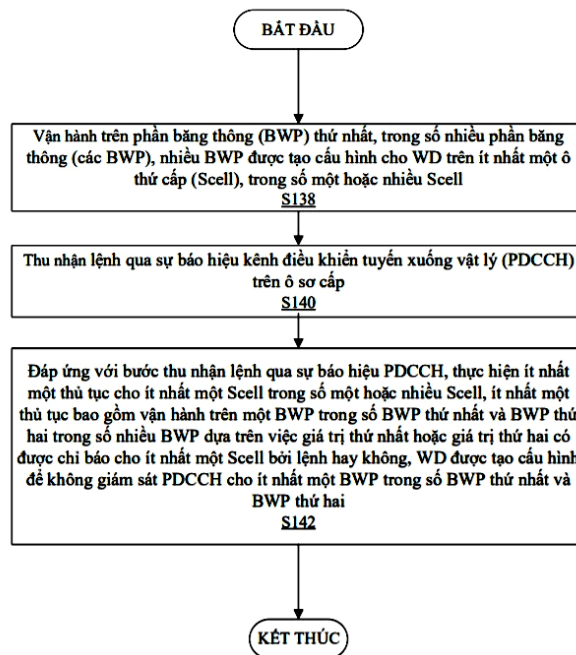 BẮT ĐẦU
Vận hành trên phần băng thông (BWP) thứ nhất, trong số nhiều phần băng
thông (các BWP), nhiều BWP được tạo cấu hình cho WD trên ít nhất một ô
thứ cấp (Scell), trong số một hoặc nhiều Scell
S138
Thu nhận lệnh qua sự báo hiệu kênh điều khiển tuyến xuống vật lý (PDCCH)
trên ô sơ cấp
S140
Đáp ứng với bước thu nhận lệnh qua sự báo hiệu PDCCH, thực hiện ít nhất
một thủ tục cho ít nhất một Scell trong số một hoặc nhiều Scell, ít nhất một
thủ tục bao gồm vận hành trên một BWP trong số BWP thứ nhất và BWP thứ
hai trong số nhiều BWP dựa trên việc giá trị thứ nhất hoặc giá trị thứ hai có
được chỉ báo cho ít nhất một Scell bởi lệnh hay không, WD được tạo cấu hình
để không giám sát PDCCH cho ít nhất một BWP trong số BWP thứ nhất và
BWP thứ hai
S142
KẾT THÚC